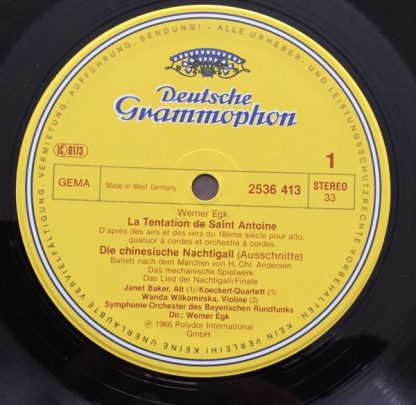 VERMIETUNG, AUFFÜHRUNG, SENDUNG! - ALLE URHEBER- UND LEISTUNGSSCHUTZRECHTE VORBEHALTEN - KEIN VERLEIH! KEINE UNERLAUBTE VERVIELFÄLTIGUNG,
Deutsche
Grammophon
LC 0173
1
GEMA
Made in West Germany
2536 413
STEREO
33
Werner Egk
La Tentation de Saint Antoine
D'après des airs et des vers du 18ème siècle pour alto,
quatuor à cordes et orchestre à cordes
Die chinesische Nachtigall (Ausschnitte)
Ballett nach dem Märchen von H. Chr. Andersen
Das mechanische Spielwerk
Das Lied der Nachtigall/Finale
Janet Baker, Alt (1)/Koeckert-Quartett (1)
Wanda Wilkomirska, Violine (2)
Symphonie-Orchester des Bayerischen Rundfunks
Dir.: Werner Egk
℗ 1966 Polydor International
GmbH